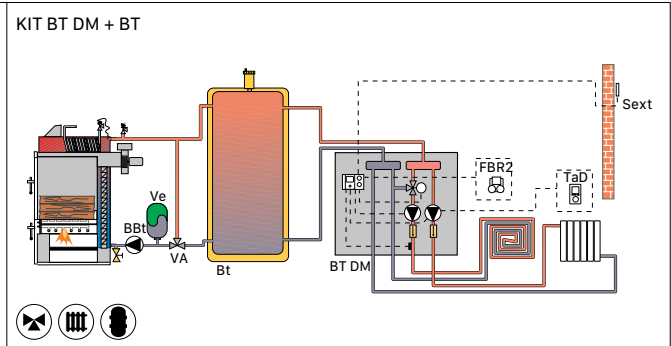 KIT BT DM + BT
Sext
FBR2
TaD
Ve
BBt
VA
Bt
BT DM